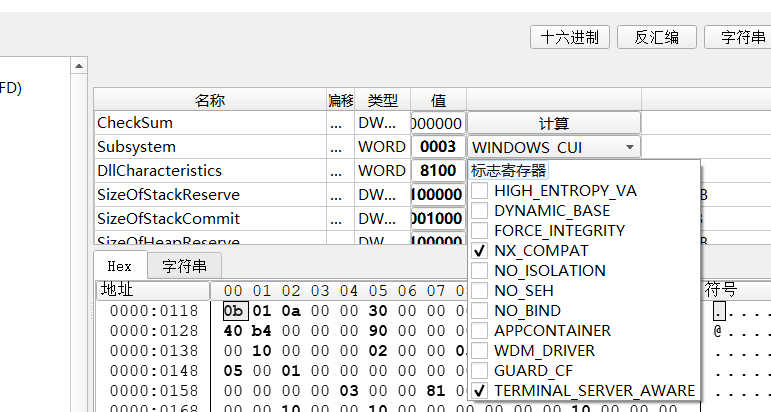 十六进制 反汇编 字符串
FD)
名称 偏移 类型 值
CheckSum ... DW... 000000 计算
Subsystem ... WORD 0003 WINDOWS_CUI
DllCharacteristics ... WORD 8100 标志寄存器
SizeOfStackReserve ... DW... 100000 B
SizeOfStackCommit ... DW... 001000
SizeOfHeapReserve ... DW... 100000 B
HIGH_ENTROPY_VA
DYNAMIC_BASE
FORCE_INTEGRITY
NX_COMPAT
NO_ISOLATION
NO_SEH
NO_BIND
APPCONTAINER
WDM_DRIVER
GUARD_CF
TERMINAL_SERVER_AWARE
Hex 字符串
地址 00 01 02 03 04 05 06 07 符号
0000:0118 0b 01 0a 00 00 30 00 00 . . . .
0000:0128 40 b4 00 00 00 90 00 00 @ . . .
0000:0138 00 10 00 00 00 02 00 00 . . . .
0000:0148 05 00 01 00 00 00 00 00 . . . .
0000:0158 00 00 00 00 03 00 00 81 . . . .
0000:0168 00 00 10 00 00 10 00 00 00 00 00 00 10 00 00 00